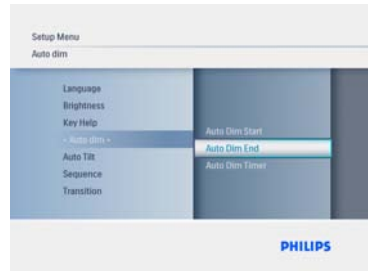 Setup Menu
Auto dim
Language
Brightness
Key Help
- Auto dim -
Auto Tilt
Sequence
Transition
Auto Dim Start
Auto Dim End
Auto Dim Timer
PHILIPS